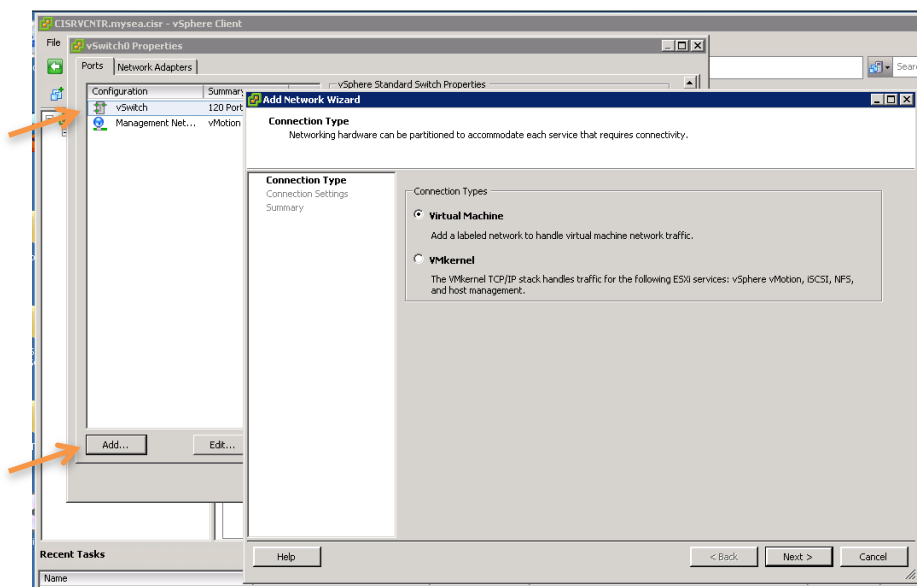 CISRVCNTR.mysea.cisr - vSphere Client
File
vSwitch0 Properties
Ports
Network Adapters
Configuration
Summary
vSwitch
120 Port
Management Net...
vMotion
vSphere Standard Switch Properties
Add...
Edit...
Add Network Wizard
Connection Type
Networking hardware can be partitioned to accommodate each service that requires connectivity.
Connection Type
Connection Settings
Summary
Connection Types
Virtual Machine
Add a labeled network to handle virtual machine network traffic.
VMkernel
The VMkernel TCP/IP stack handles traffic for the following ESXi services: vSphere vMotion, iSCSI, NFS,
and host management.
Help
< Back
Next >
Cancel
Sear
Recent Tasks
Name